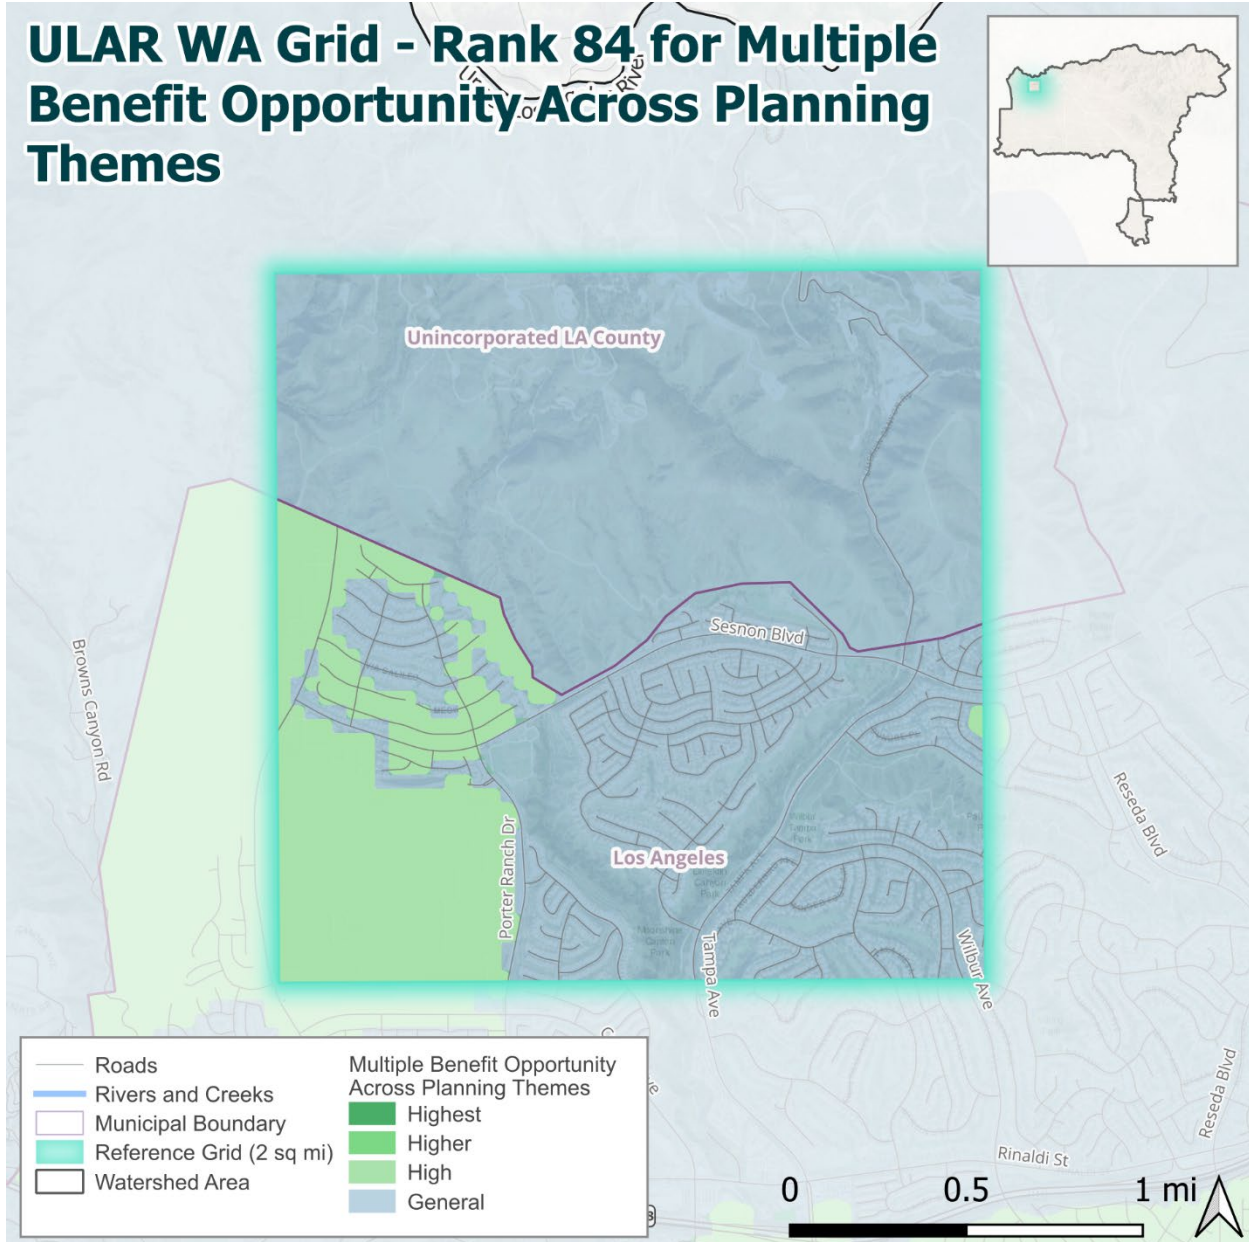 ULAR WA Grid - Rank 84 for Multiple
Benefit Opportunity Across Planning
Themes
Unincorporated LA County
Sesnon Blvd
Browns Canyon Rd
Reseda Blvd
Porter Ranch Dr
Los Angeles
Tampa Ave
Wilbur Ave
Reseda Blvd
Rinaldi St
Roads
Rivers and Creeks
Municipal Boundary
Reference Grid (2 sq mi)
Watershed Area
Multiple Benefit Opportunity
Across Planning Themes
Highest
Higher
High
General
0 0.5 1 mi